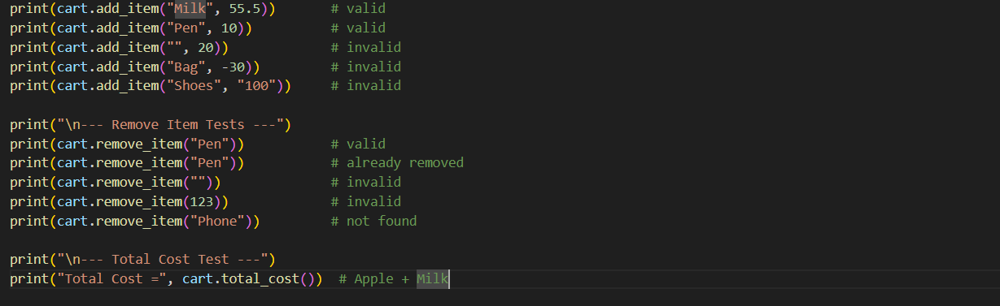 print(cart.add_item("Milk", 55.5))       # valid
print(cart.add_item("Pen", 10))          # valid
print(cart.add_item("", 20))             # invalid
print(cart.add_item("Bag", -30))         # invalid
print(cart.add_item("Shoes", "100"))     # invalid
print("\n--- Remove Item Tests ---")
print(cart.remove_item("Pen"))           # valid
print(cart.remove_item("Pen"))           # already removed
print(cart.remove_item(""))              # invalid
print(cart.remove_item(123))             # invalid
print(cart.remove_item("Phone"))         # not found
print("\n--- Total Cost Test ---")
print("Total Cost =", cart.total_cost())  # Apple + Milk